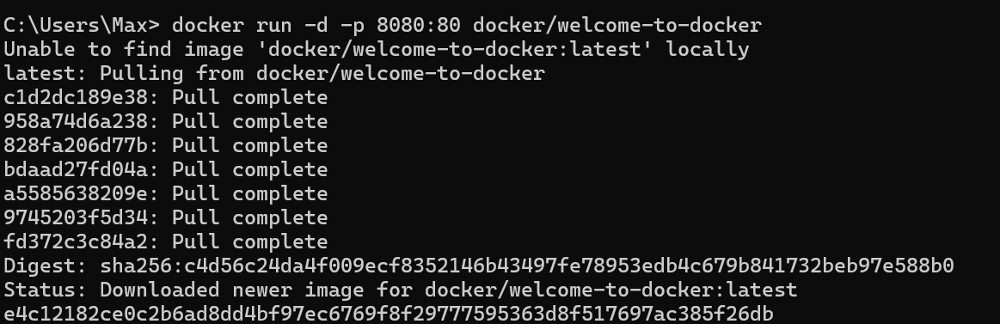 C:\Users\Max> docker run -d -p 8080:80 docker/welcome-to-docker
Unable to find image 'docker/welcome-to-docker:latest' locally
latest: Pulling from docker/welcome-to-docker
c1d2dc189e38: Pull complete
958a74d6a238: Pull complete
828fa206d77b: Pull complete
bdaad27fd04a: Pull complete
a5585638209e: Pull complete
9745203f5d34: Pull complete
fd372c3c84a2: Pull complete
Digest: sha256:c4d56c24da4f009ecf8352146b43497fe78953edb4c679b841732beb97e588b0
Status: Downloaded newer image for docker/welcome-to-docker:latest
e4c12182ce0c2b6ad8dd4bf97ec6769f8f29777595363d8f517697ac385f26db